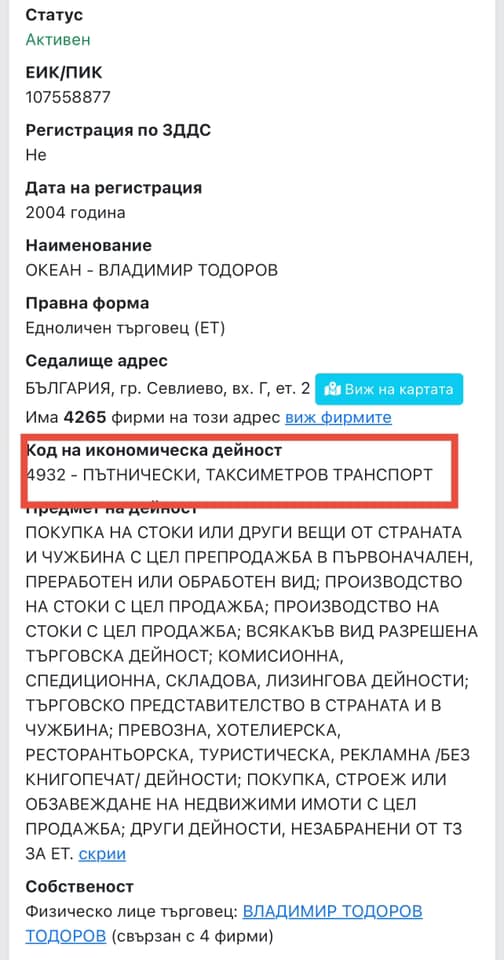 Статус
Активен
ЕИК/ПИК
107558877
Регистрация по ЗДДС
Не
Дата на регистрация
2004 година
Наименование
ОКЕАН - ВЛАДИМИР ТОДОРОВ
Правна форма
Едноличен търговец (ЕТ)
Седалище адрес
БЪЛГАРИЯ, гр. Севлиево, вх. Г, ет. 2 Виж на картата
Има 4265 фирми на този адрес виж фирмите
Код на икономическа дейност
4932 - ПЪТНИЧЕСКИ, ТАКСИМЕТРОВ ТРАНСПОРТ
Предмет на дейност
ПОКУПКА НА СТОКИ ИЛИ ДРУГИ ВЕЩИ ОТ СТРАНАТА
И ЧУЖБИНА С ЦЕЛ ПРЕПРОДАЖБА В ПЪРВОНАЧАЛЕН,
ПРЕРАБОТЕН ИЛИ ОБРАБОТЕН ВИД; ПРОИЗВОДСТВО
НА СТОКИ С ЦЕЛ ПРОДАЖБА; ПРОИЗВОДСТВО НА
СТОКИ С ЦЕЛ ПРОДАЖБА; ВСЯКАКЪВ ВИД РАЗРЕШЕНА
ТЪРГОВСКА ДЕЙНОСТ; КОМИСИОННА,
СПЕДИЦИОННА, СКЛАДОВА, ЛИЗИНГОВА ДЕЙНОСТИ;
ТЪРГОВСКО ПРЕДСТАВИТЕЛСТВО В СТРАНАТА И В
ЧУЖБИНА; ПРЕВОЗНА, ХОТЕЛИЕРСКА,
РЕСТОРАНТЬОРСКА, ТУРИСТИЧЕСКА, РЕКЛАМНА /БЕЗ
КНИГОПЕЧАТ/ ДЕЙНОСТИ; ПОКУПКА, СТРОЕЖ ИЛИ
ОБЗАВЕЖДАНЕ НА НЕДВИЖИМИ ИМОТИ С ЦЕЛ
ПРОДАЖБА; ДРУГИ ДЕЙНОСТИ, НЕЗАБРАНЕНИ ОТ ТЗ
ЗА ЕТ. скрии
Собственост
Физическо лице търговец: ВЛАДИМИР ТОДОРОВ
ТОДОРОВ (свързан с 4 фирми)